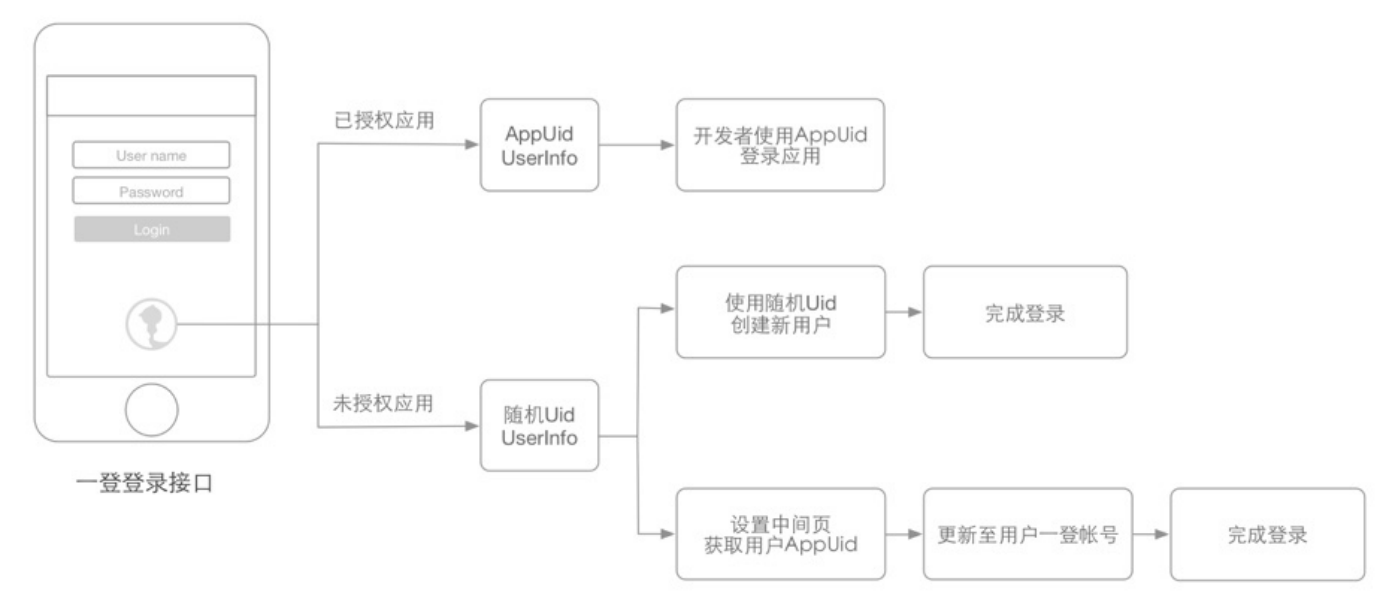 User name
Password
Login
一登登录接口
已授权应用
AppUid
UserInfo
开发者使用AppUid
登录应用
未授权应用
随机Uid
UserInfo
使用随机Uid
创建新用户
完成登录
设置中间页
获取用户AppUid
更新至用户一登帐号
完成登录